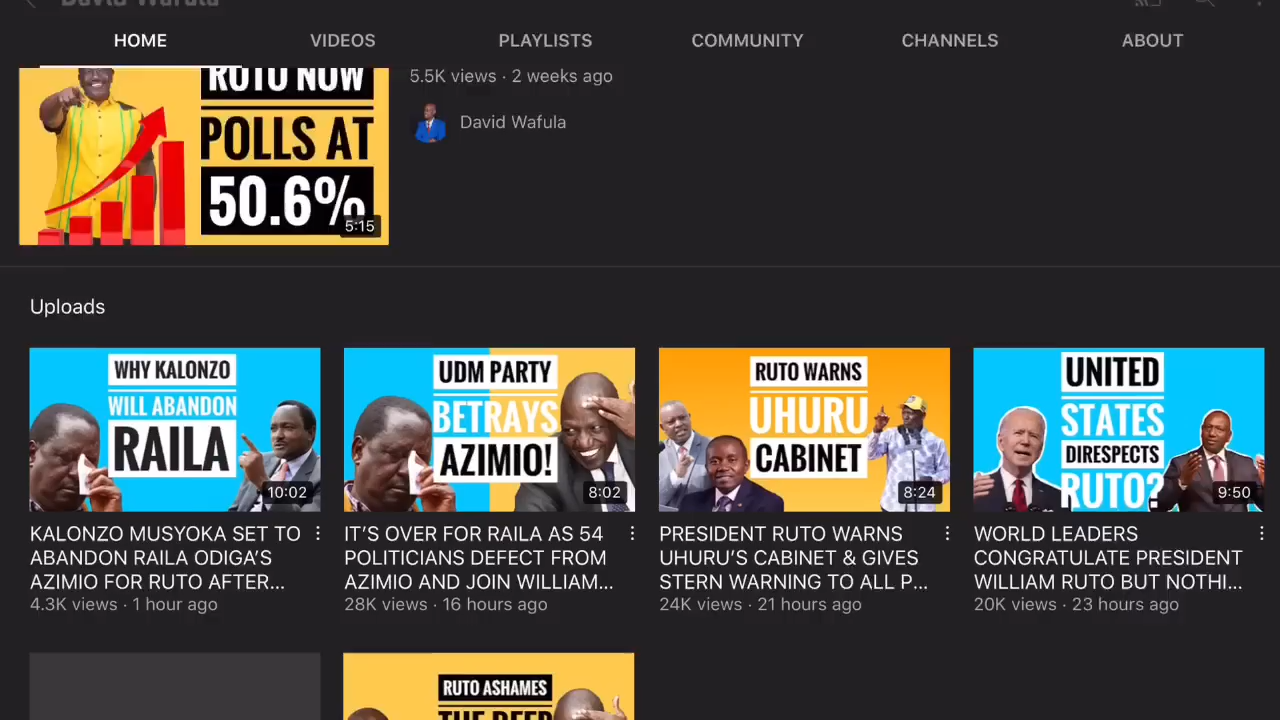 David Wafula
HOME
VIDEOS
PLAYLISTS
COMMUNITY
CHANNELS
ABOUT
RUTO NOW
POLLS AT
50.6%
5:15
5.5K views · 2 weeks ago
David Wafula
Uploads
WHY KALONZO
WILL ABANDON
RAILA
10:02
UDM PARTY
BETRAYS
AZIMIO!
8:02
RUTO WARNS
UHURU
CABINET
8:24
UNITED
STATES
DIRESPECTS
RUTO?
9:50
KALONZO MUSYOKA SET TO
ABANDON RAILA ODIGA'S
AZIMIO FOR RUTO AFTER...
4.3K views · 1 hour ago
IT'S OVER FOR RAILA AS 54
POLITICIANS DEFECT FROM
AZIMIO AND JOIN WILLIAM...
28K views · 16 hours ago
PRESIDENT RUTO WARNS
UHURU'S CABINET & GIVES
STERN WARNING TO ALL P...
24K views · 21 hours ago
WORLD LEADERS
CONGRATULATE PRESIDENT
WILLIAM RUTO BUT NOTHI...
20K views · 23 hours ago
RUTO ASHAMES
THE DEEP